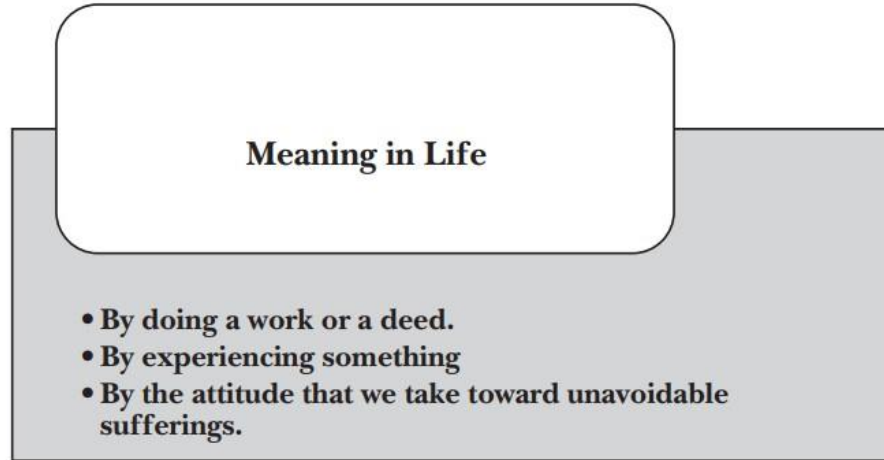 Meaning in Life
• By doing a work or a deed.
• By experiencing something
• By the attitude that we take toward unavoidable
sufferings.